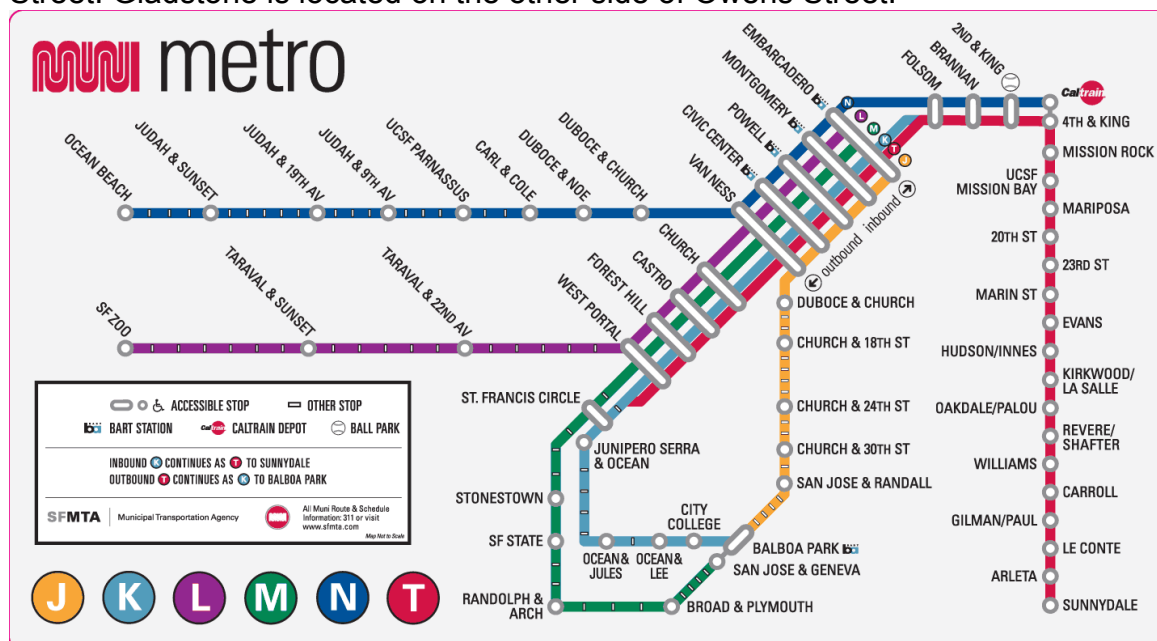 Street. Gladstone is located on the other side of Owens Street.
MUNI metro
OCEAN BEACH
JUDAH & SUNSET
JUDAH & 19TH AV
JUDAH & 9TH AV
UCSF PARNASSUS
CARL & COLE
DUBOCE & NOE
DUBOCE & CHURCH
VAN NESS
CIVIC CENTER ba
POWELL ba
MONTGOMERY ba
EMBARCADERO ba
N
L
M
K
T
J
FOLSOM
BRANNAN
2ND & KING
Caltrain
4TH & KING
MISSION ROCK
UCSF
MISSION BAY
MARIPOSA
20TH ST
23RD ST
MARIN ST
EVANS
HUDSON/INNES
KIRKWOOD/
LA SALLE
OAKDALE/PALOU
REVERE/
SHAFTER
WILLIAMS
CARROLL
GILMAN/PAUL
LE CONTE
ARLETA
SUNNYDALE
inbound
outbound
SF ZOO
TARAVAL & SUNSET
TARAVAL & 22ND AV
WEST PORTAL
FOREST HILL
CASTRO
CHURCH
DUBOCE & CHURCH
CHURCH & 18TH ST
CHURCH & 24TH ST
CHURCH & 30TH ST
SAN JOSE & RANDALL
BALBOA PARK ba
SAN JOSE & GENEVA
BROAD & PLYMOUTH
ST. FRANCIS CIRCLE
JUNIPERO SERRA
& OCEAN
STONESTOWN
SF STATE
RANDOLPH &
ARCH
OCEAN &
JULES
OCEAN &
LEE
CITY
COLLEGE
ACCESSIBLE STOP
OTHER STOP
ba BART STATION
Caltrain CALTRAIN DEPOT
BALL PARK
INBOUND K CONTINUES AS T TO SUNNYDALE
OUTBOUND T CONTINUES AS K TO BALBOA PARK
SFMTA Municipal Transportation Agency
MUNI
All Muni Route & Schedule
Information: 311 or visit
www.sfmta.com
Map Not to Scale
J K L M N T